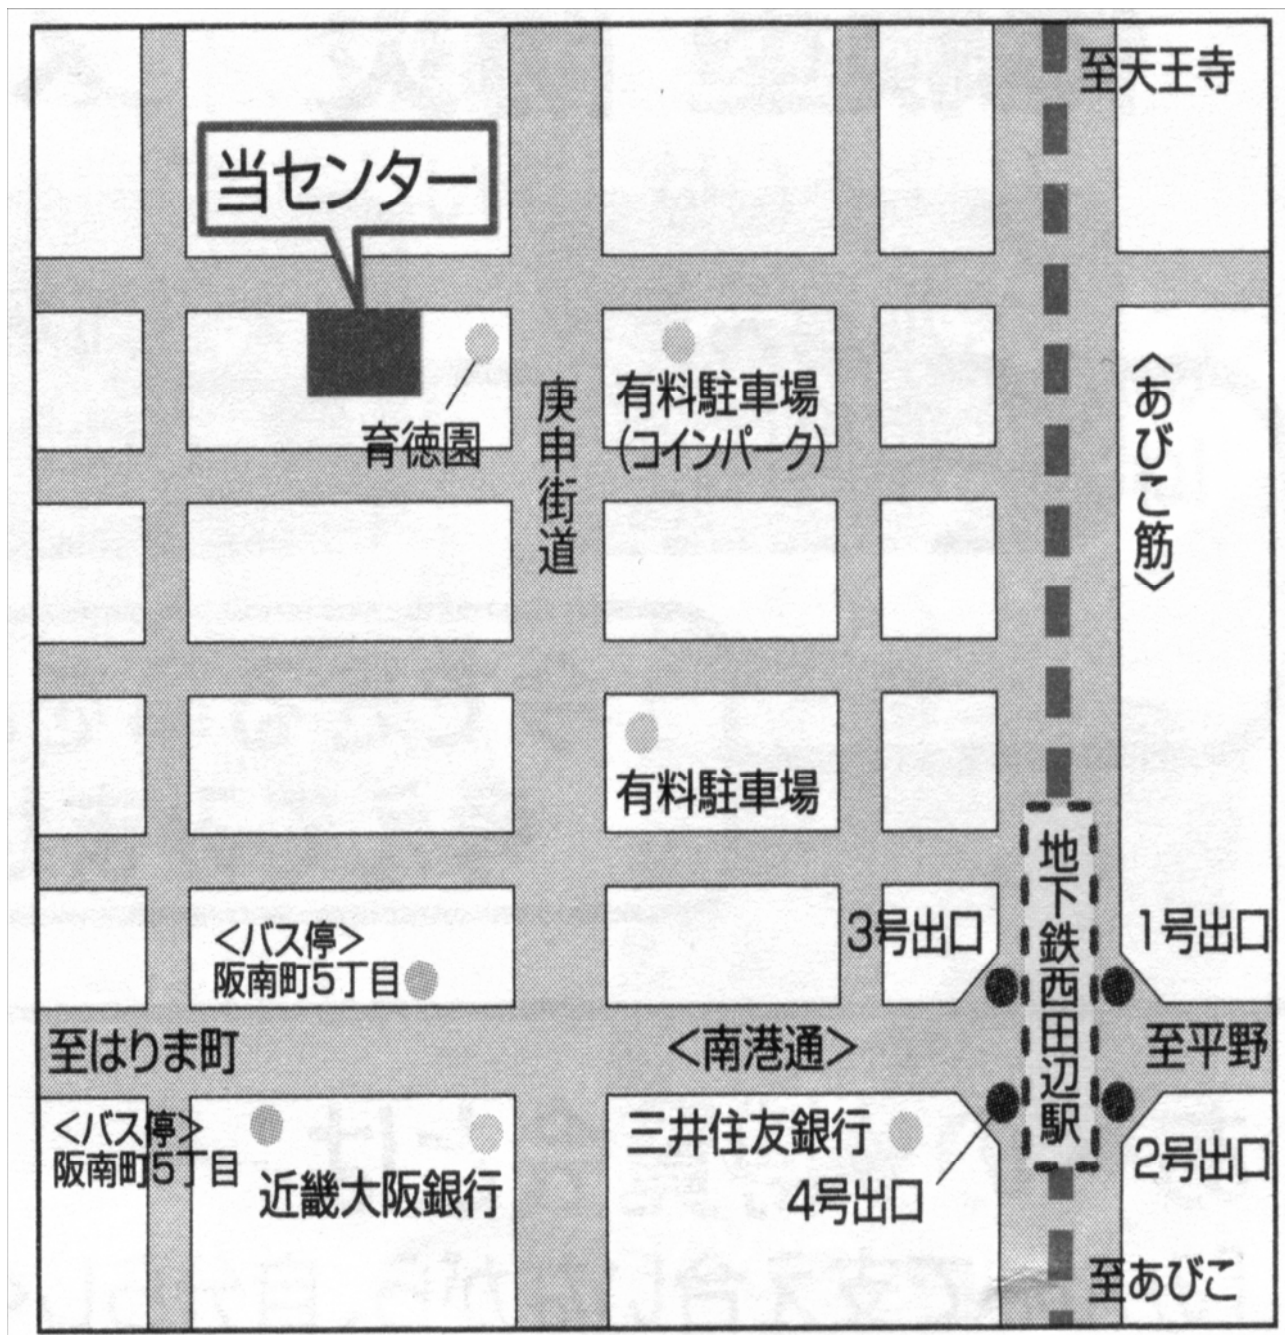 至天王寺
当センター
育徳園
庚申街道
有料駐車場
(コインパーク)
<あびこ筋>
有料駐車場
地下鉄西田辺駅
3号出口
1号出口
<バス停>
阪南町5丁目
至はりま町
<南港通>
至平野
<バス停>
阪南町5丁目
近畿大阪銀行
三井住友銀行
4号出口
2号出口
至あびこ